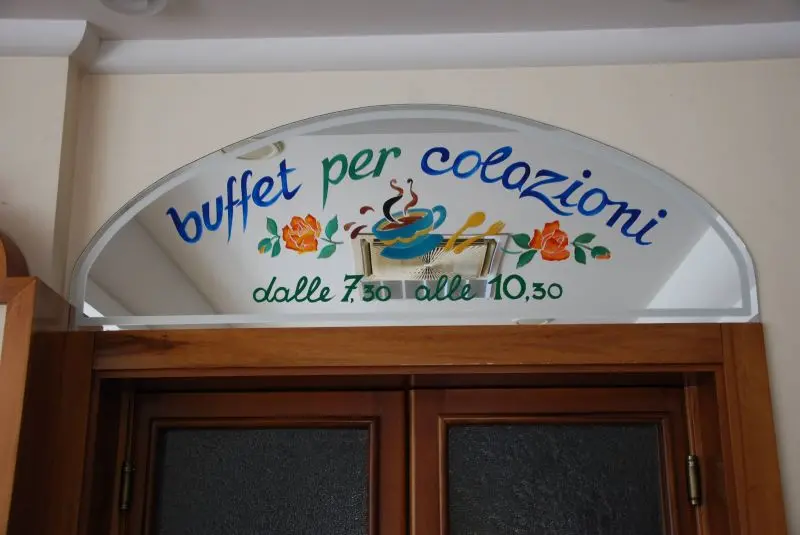 buffet per colazioni
dalle 7,30 alle 10,30